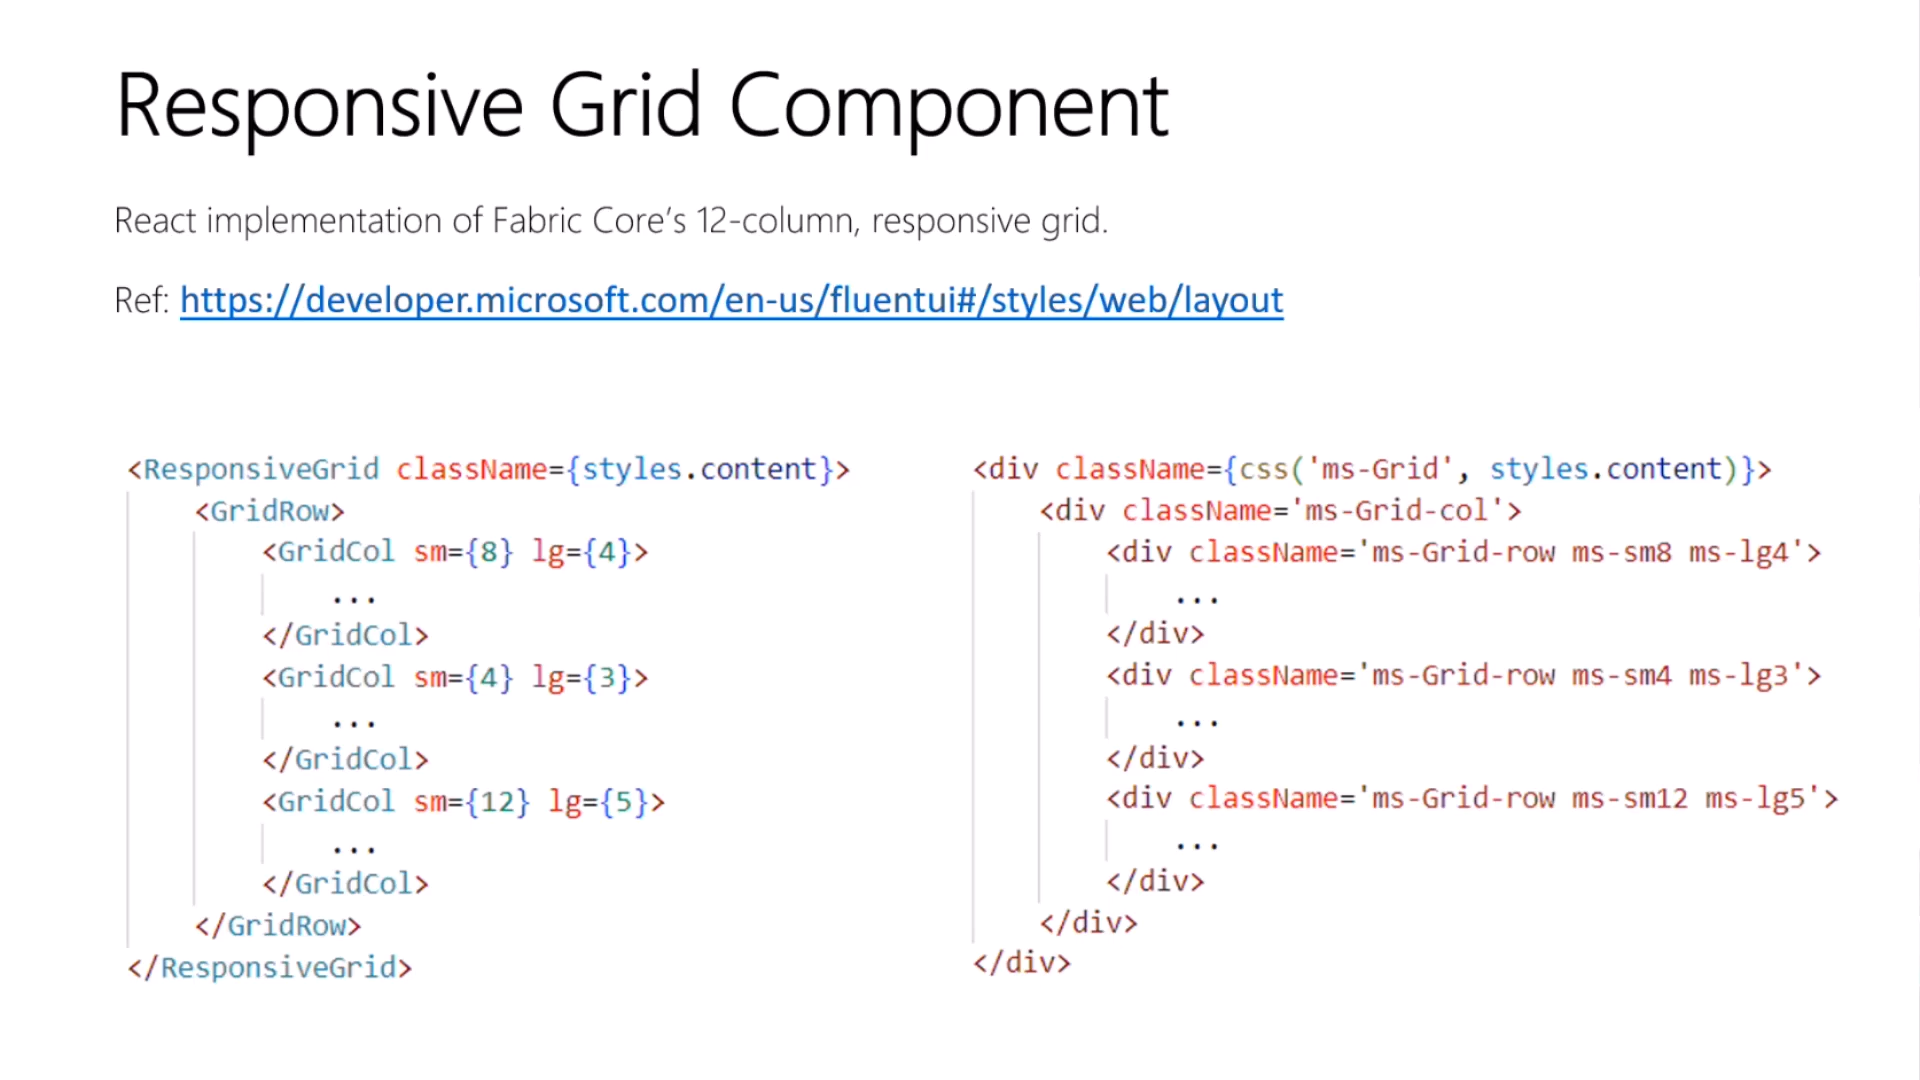 Responsive Grid Component
React implementation of Fabric Core’s 12-column, responsive grid.
Ref: https://developer.microsoft.com/en-us/fluentui#/styles/web/layout
<ResponsiveGrid className={styles.content}>
<GridRow>
<GridCol sm={8} lg={4}>
...
</GridCol>
<GridCol sm={4} lg={3}>
...
</GridCol>
<GridCol sm={12} lg={5}>
...
</GridCol>
</GridRow>
</ResponsiveGrid>
<div className={css('ms-Grid', styles.content)}>
<div className='ms-Grid-col'>
<div className='ms-Grid-row ms-sm8 ms-lg4'>
...
</div>
<div className='ms-Grid-row ms-sm4 ms-lg3'>
...
</div>
<div className='ms-Grid-row ms-sm12 ms-lg5'>
...
</div>
</div>
</div>